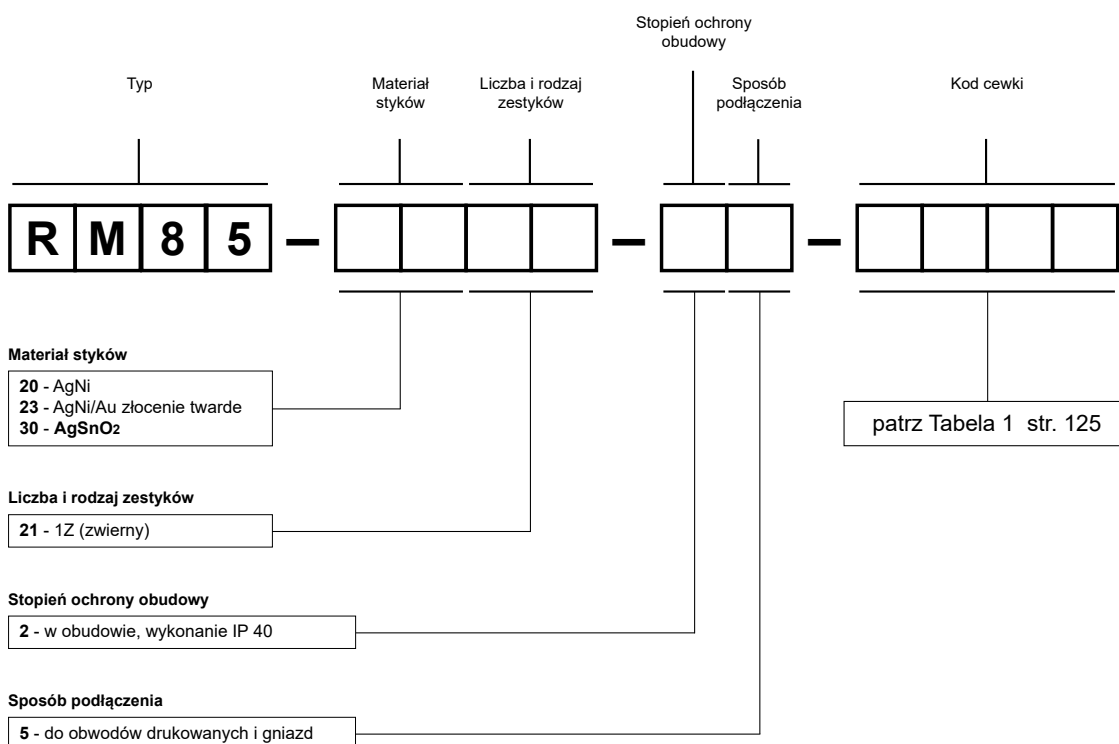 Stopień ochrony
obudowy
Typ
Materiał
styków
Liczba i rodzaj
zestyków
Sposób
podłączenia
Kod cewki
R M 8 5 – – –
Materiał styków
20 - AgNi
23 - AgNi/Au złocenie twarde
30 - AgSnO2
patrz Tabela 1 str. 125
Liczba i rodzaj zestyków
21 - 1Z (zwierny)
Stopień ochrony obudowy
2 - w obudowie, wykonanie IP 40
Sposób podłączenia
5 - do obwodów drukowanych i gniazd